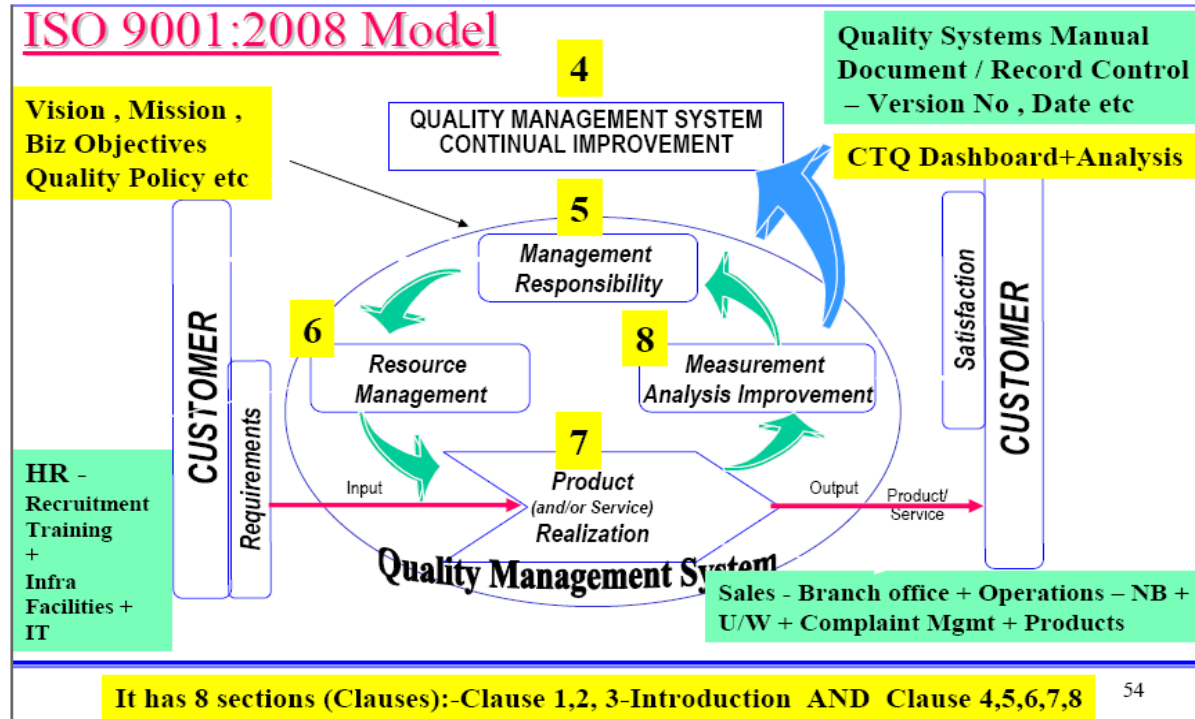 ISO 9001:2008 Model
4
Quality Systems Manual
Document / Record Control
– Version No , Date etc
Vision , Mission ,
Biz Objectives
Quality Policy etc
QUALITY MANAGEMENT SYSTEM
CONTINUAL IMPROVEMENT
CTQ Dashboard+Analysis
5
Management
Responsibility
6
Resource
Management
8
Measurement
Analysis Improvement
CUSTOMER
Requirements
Satisfaction
CUSTOMER
7
Product
(and/or Service)
Realization
Input
Output
Product/
Service
Quality Management System
HR -
Recruitment
Training
+
Infra
Facilities +
IT
Sales - Branch office + Operations – NB +
U/W + Complaint Mgmt + Products
It has 8 sections (Clauses):-Clause 1,2, 3-Introduction AND Clause 4,5,6,7,8
54